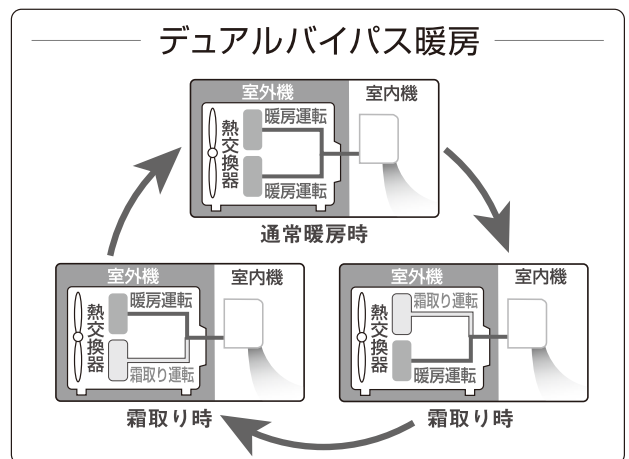 デュアルバイパス暖房
室外機
室内機
熱交換器
暖房運転
暖房運転
通常暖房時
室外機
室内機
熱交換器
暖房運転
霜取り運転
霜取り時
室外機
室内機
熱交換器
霜取り運転
暖房運転
霜取り時